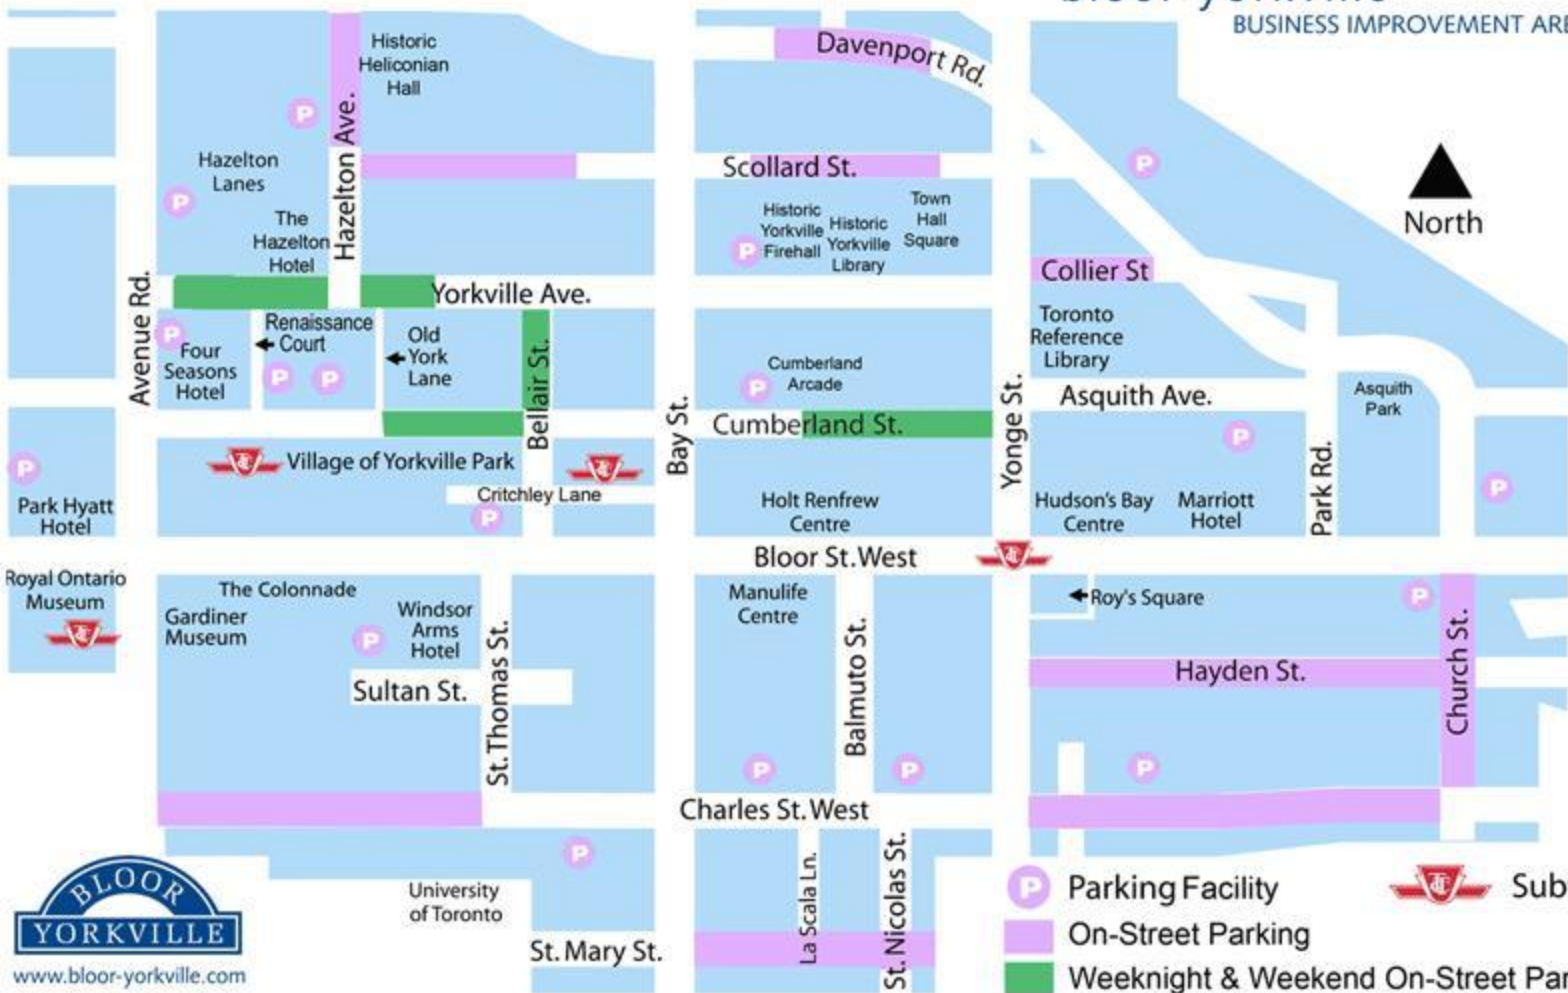 bloor-yorkville
BUSINESS IMPROVEMENT ARE
Historic
Heliconian
Hall
Davenport Rd.
P
Hazelton Ave.
Hazelton
Lanes
Scollard St.
P
North
P
The
Hazelton
Hotel
Historic
Yorkville
Firehall
Historic
Yorkville
Library
Town
Hall
Square
P
Collier St
Avenue Rd.
Yorkville Ave.
P
Four
Seasons
Hotel
Renaissance
Court
P
P
Old
York
Lane
Bellair St.
Cumberland
Arcade
P
Toronto
Reference
Library
Asquith Ave.
Asquith
Park
Bay St.
Cumberland St.
Yonge St.
P
Park Rd.
P
Park Hyatt
Hotel
Village of Yorkville Park
Critchley Lane
P
Holt Renfrew
Centre
Hudson's Bay
Centre
Marriott
Hotel
P
Bloor St. West
Royal Ontario
Museum
The Colonnade
Gardiner
Museum
P
Windsor
Arms
Hotel
Sultan St.
St. Thomas St.
Manulife
Centre
Balmuto St.
Roy's Square
P
Hayden St.
Church St.
P
P
P
Charles St. West
P
University
of Toronto
La Scala Ln.
St. Nicolas St.
St. Mary St.
BLOOR
YORKVILLE
www.bloor-yorkville.com
P Parking Facility
Sub
On-Street Parking
Weeknight & Weekend On-Street Par